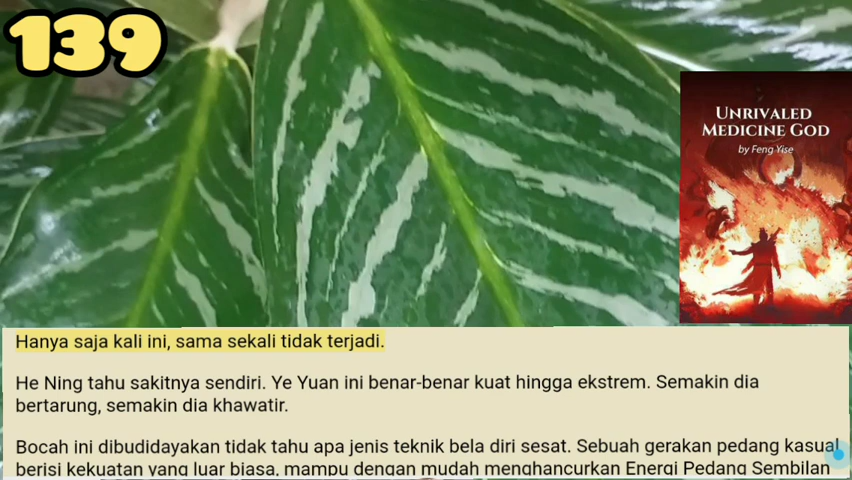 139
UNRIVALED
MEDICINE GOD
by Feng Yise
Hanya saja kali ini, sama sekali tidak terjadi.
He Ning tahu sakitnya sendiri. Ye Yuan ini benar-benar kuat hingga ekstrem. Semakin dia
bertarung, semakin dia khawatir.
Bocah ini dibudidayakan tidak tahu apa jenis teknik bela diri sesat. Sebuah gerakan pedang kasual
berisi kekuatan yang luar biasa, mampu dengan mudah menghancurkan Energi Pedang Sembilan